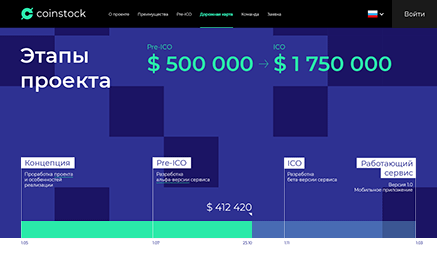 coinstock
О проекте Преимущества Pre-ICO Дорожная карта Команда Заявка
Войти
Этапы
проекта
Pre-ICO
$ 500 000
ICO
$ 1 750 000
Концепция
Проработка проекта
и особенностей
реализации
Pre-ICO
Разработка
альфа-версии сервиса
$ 412 420
ICO
Разработка
бета-версии сервиса
Работающий
сервис
Версия 1.0
Мобильное приложение
1.05 1.07 23.10 1.11 1.03